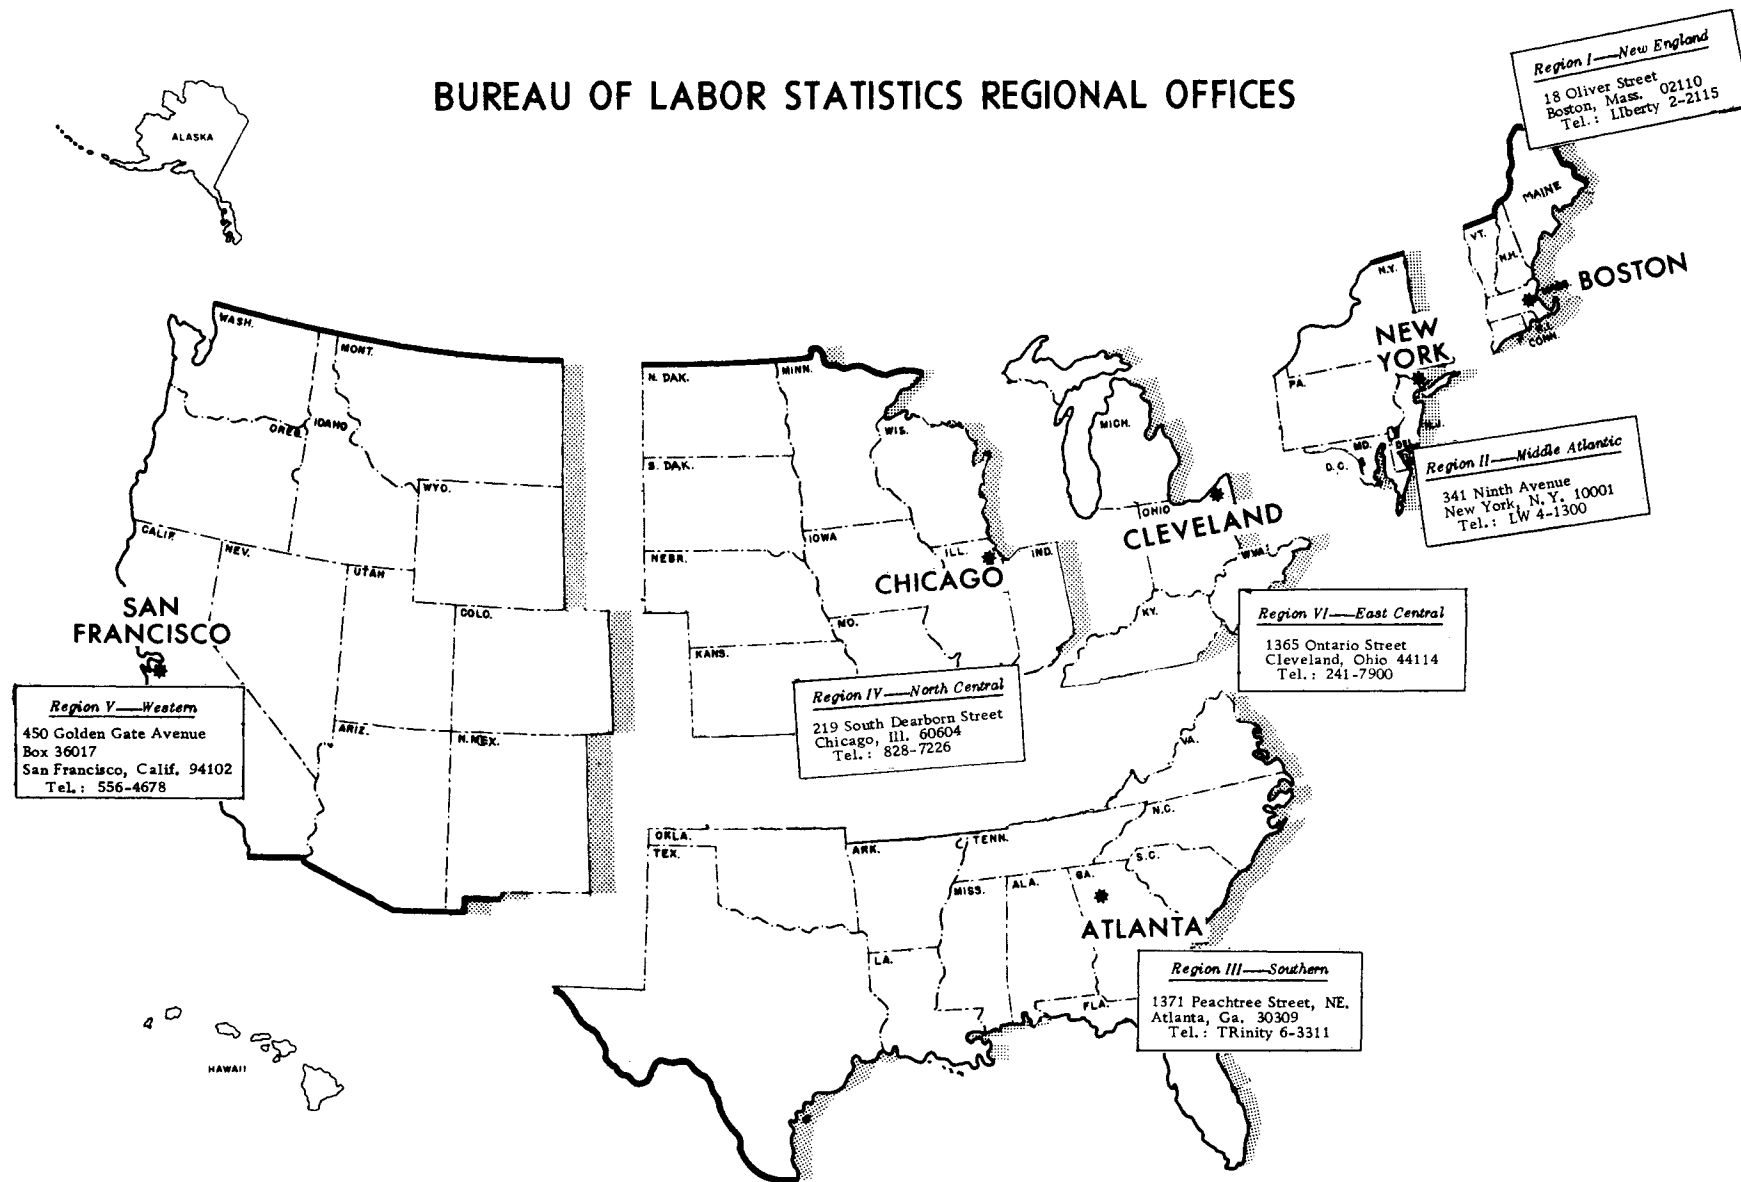 BUREAU OF LABOR STATISTICS REGIONAL OFFICES
Region I—New England
18 Oliver Street
Boston, Mass. 02110
Tel.: LIberty 2-2115
ALASKA
MAINE
VT.
N.H.
BOSTON
R.I.
CONN.
N.Y.
NEW
YORK
PA.
N.J.
MD.
DEL.
D.C.
Region II—Middle Atlantic
341 Ninth Avenue
New York, N.Y. 10001
Tel.: LW 4-1300
WASH.
MONT.
OREG.
IDAHO
WYO.
CALIF.
NEV.
UTAH
COLO.
ARIZ.
N.MEX.
SAN
FRANCISCO
Region V—Western
450 Golden Gate Avenue
Box 36017
San Francisco, Calif. 94102
Tel.: 556-4678
N. DAK.
MINN.
S. DAK.
WIS.
NEBR.
IOWA
ILL.
IND.
KANS.
MO.
CHICAGO
Region IV—North Central
219 South Dearborn Street
Chicago, Ill. 60604
Tel.: 828-7226
MICH.
OHIO
CLEVELAND
W.VA.
KY.
Region VI—East Central
1365 Ontario Street
Cleveland, Ohio 44114
Tel.: 241-7900
VA.
N.C.
OKLA.
TEX.
ARK.
TENN.
S.C.
MISS.
ALA.
GA.
LA.
FLA.
ATLANTA
Region III—Southern
1371 Peachtree Street, NE.
Atlanta, Ga. 30309
Tel.: TRinity 6-3311
HAWAII